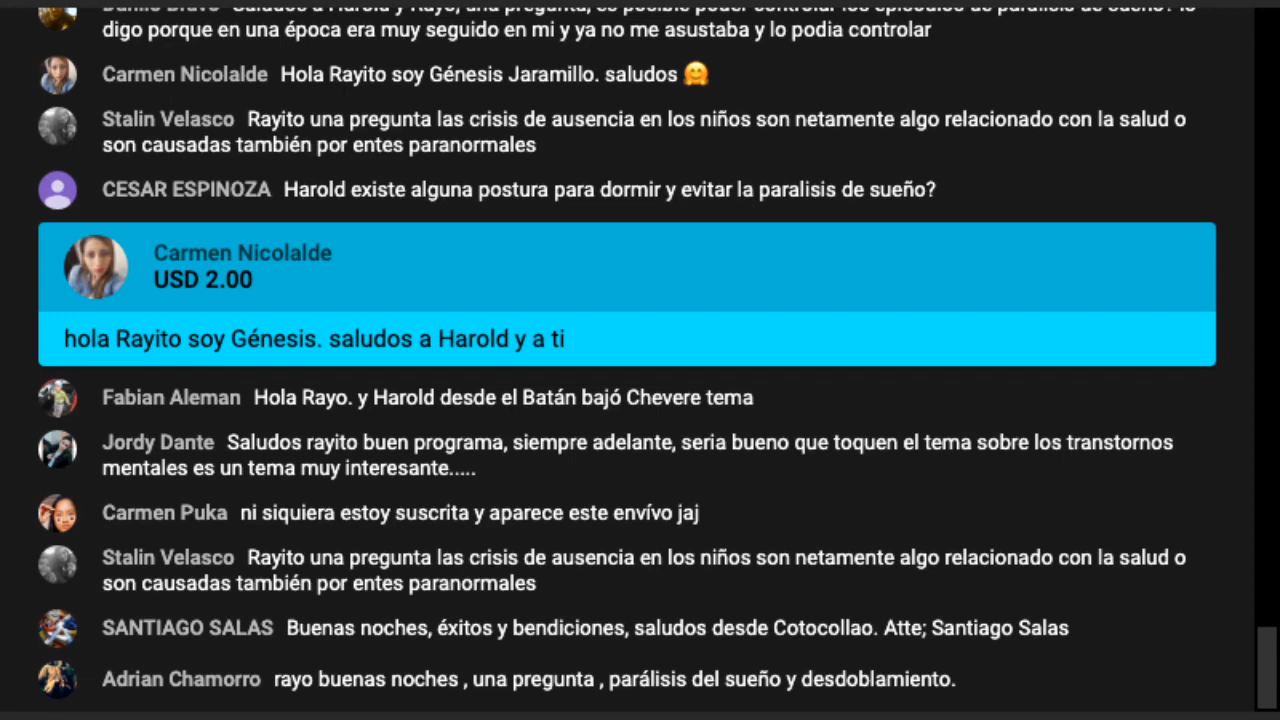 Danilo Bravo Saludos a Harold y Rayo, una pregunta, es posible poder controlar los episodios de parálisis de sueño? lo
digo porque en una época era muy seguido en mi y ya no me asustaba y lo podia controlar
Carmen Nicolalde Hola Rayito soy Génesis Jaramillo. saludos 🤗
Stalin Velasco Rayito una pregunta las crisis de ausencia en los niños son netamente algo relacionado con la salud o
son causadas también por entes paranormales
CESAR ESPINOZA Harold existe alguna postura para dormir y evitar la paralisis de sueño?
Carmen Nicolalde
USD 2.00
hola Rayito soy Génesis. saludos a Harold y a ti
Fabian Aleman Hola Rayo. y Harold desde el Batán bajó Chevere tema
Jordy Dante Saludos rayito buen programa, siempre adelante, seria bueno que toquen el tema sobre los transtornos
mentales es un tema muy interesante.....
Carmen Puka ni siquiera estoy suscrita y aparece este envívo jaj
Stalin Velasco Rayito una pregunta las crisis de ausencia en los niños son netamente algo relacionado con la salud o
son causadas también por entes paranormales
SANTIAGO SALAS Buenas noches, éxitos y bendiciones, saludos desde Cotocollao. Atte; Santiago Salas
Adrian Chamorro rayo buenas noches , una pregunta , parálisis del sueño y desdoblamiento.